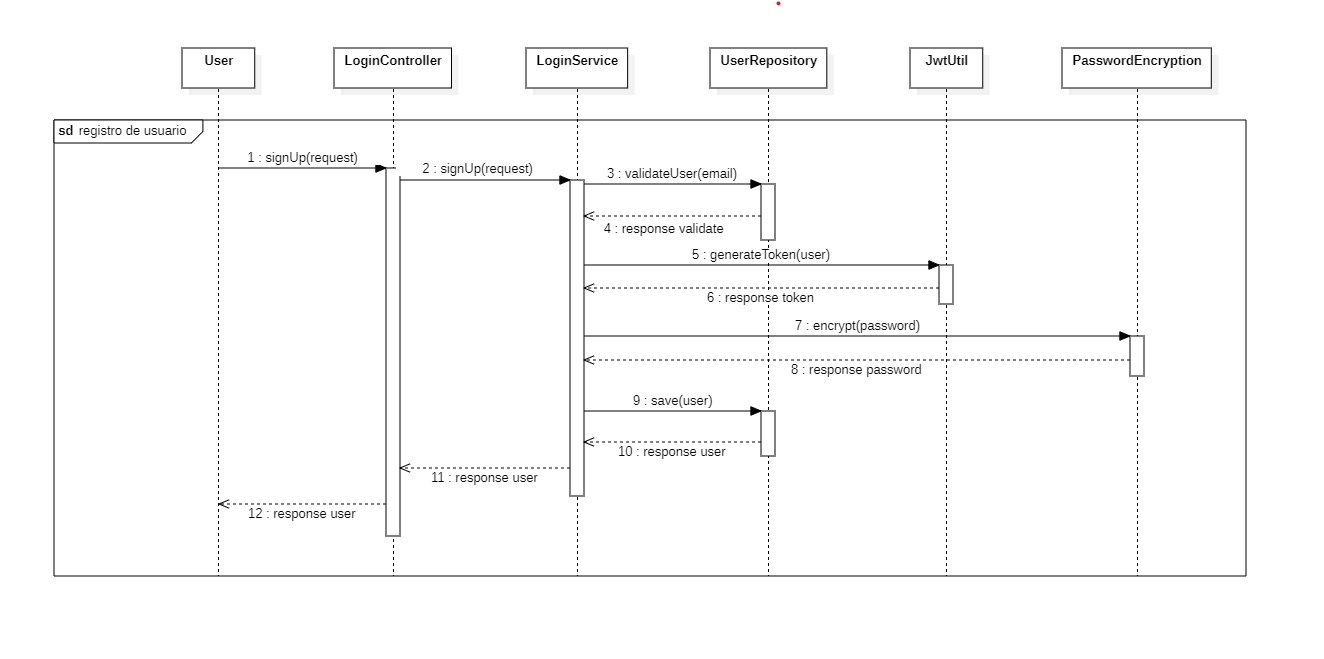 User
LoginController
LoginService
UserRepository
JwtUtil
PasswordEncryption
sd registro de usuario
1 : signUp(request)
2 : signUp(request)
3 : validateUser(email)
4 : response validate
5 : generateToken(user)
6 : response token
7 : encrypt(password)
8 : response password
9 : save(user)
10 : response user
11 : response user
12 : response user